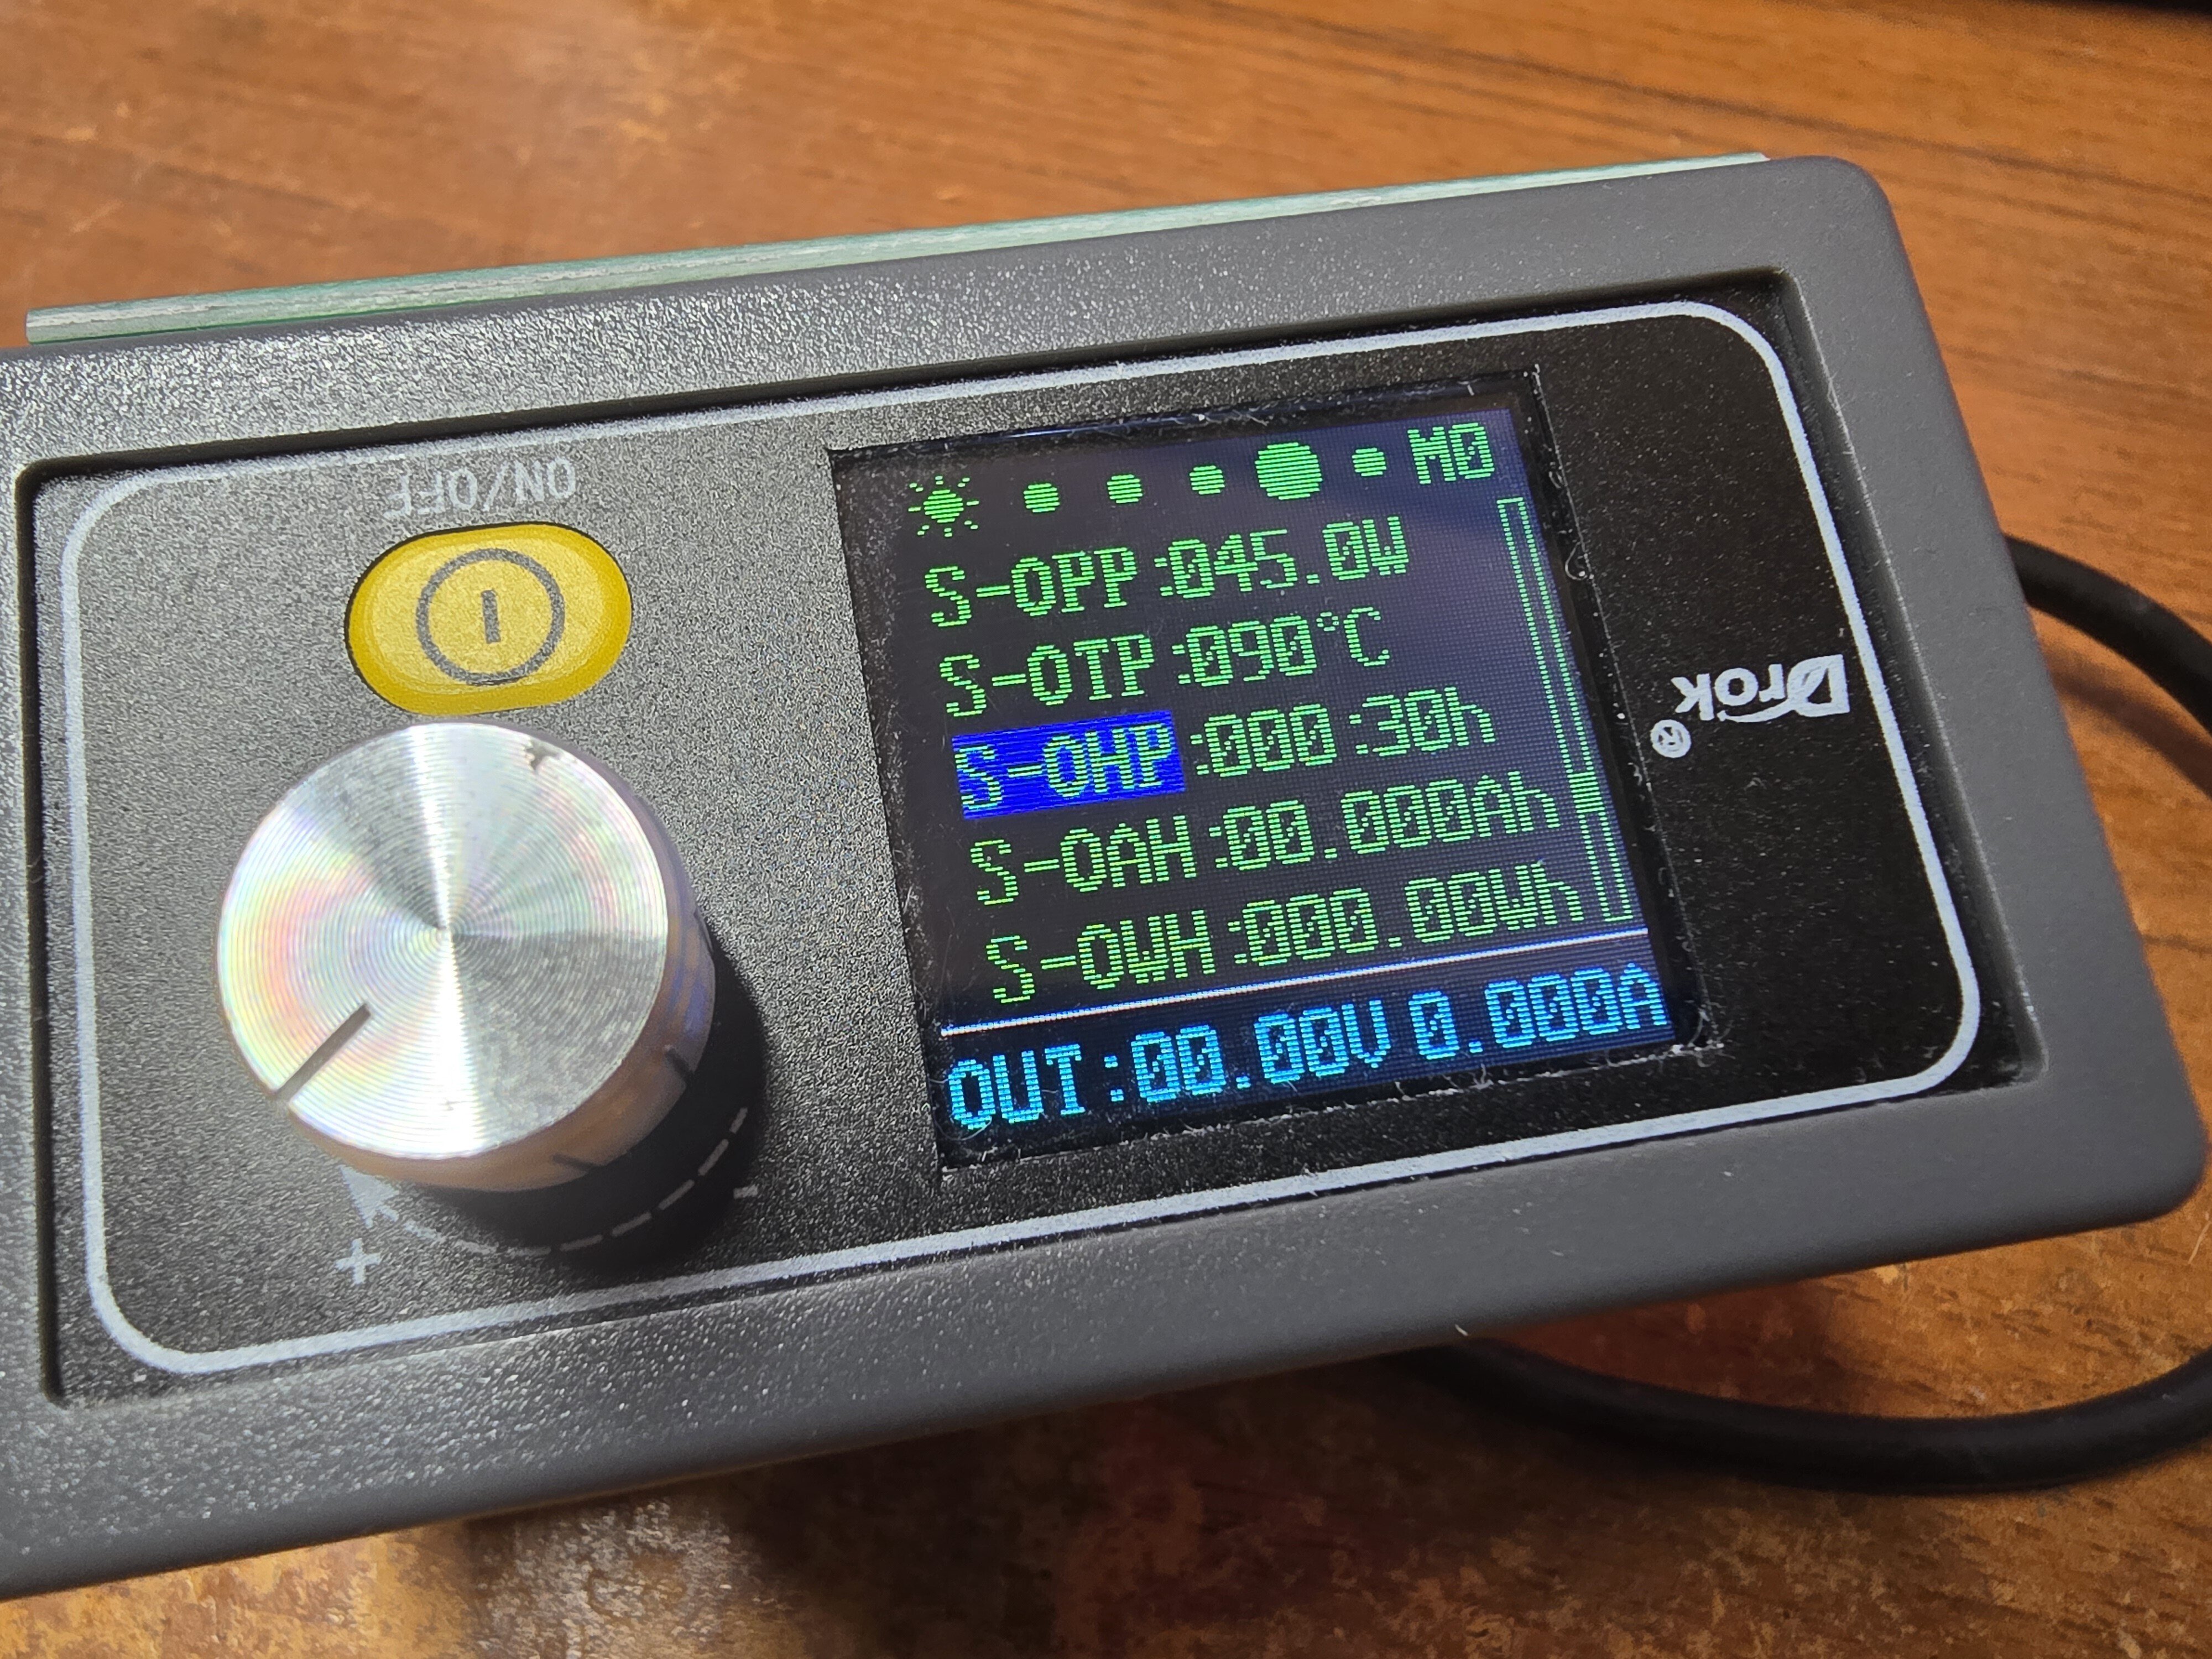 M0
S-OPP:045.0W
S-OTP:090°C
S-OHP:000:30h
S-OAH:00.000Ah
S-OWH:000.00Wh
OUT:00.00V 0.000A
ON/OFF
Drok®
+
-